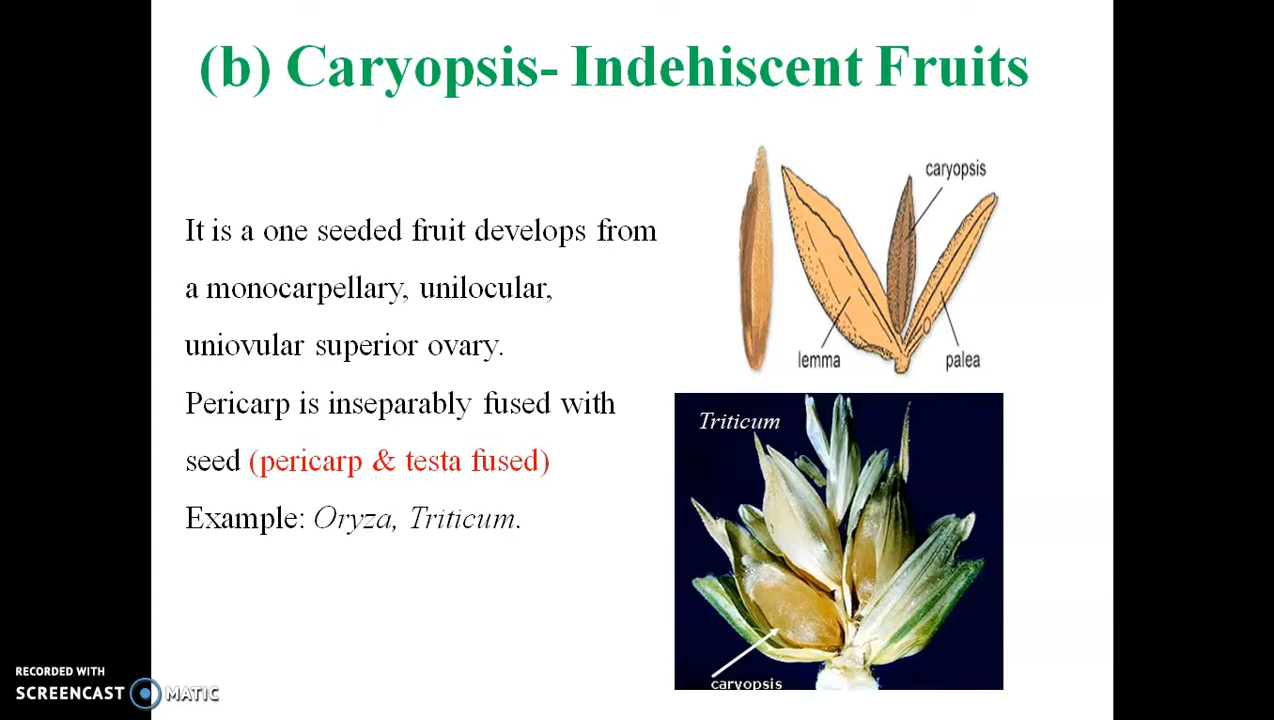 (b) Caryopsis- Indehiscent Fruits
It is a one seeded fruit develops from
a monocarpellary, unilocular,
uniovular superior ovary.
Pericarp is inseparably fused with
seed (pericarp & testa fused)
Example: Oryza, Triticum.
caryopsis
lemma
palea
Triticum
caryopsis
RECORDED WITH
SCREENCAST MATIC